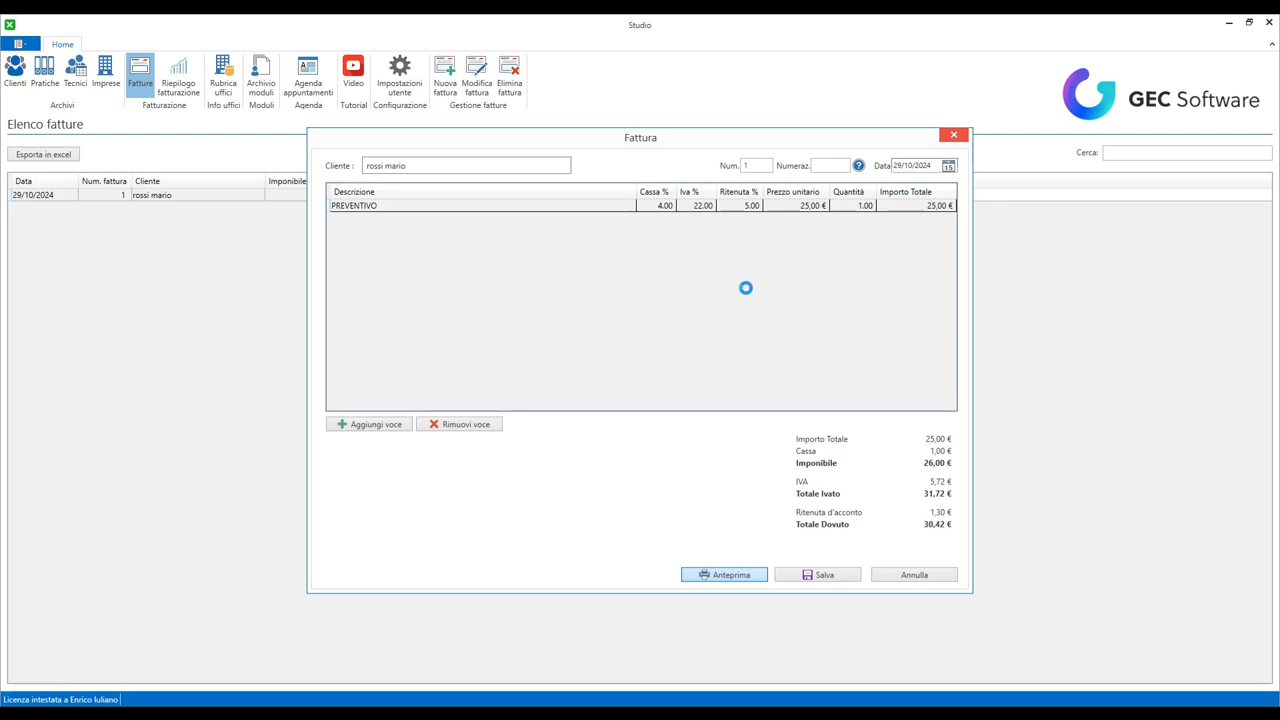 Studio
Home
Clienti
Pratiche
Tecnici
Imprese
Fatture
Riepilogo fatturazione
Rubrica uffici
Archivio moduli
Agenda appuntamenti
Video
Impostazioni utente
Nuova fattura
Modifica fattura
Elimina fattura
Archivi
Fatturazione
Info uffici
Moduli
Agenda
Tutorial
Configurazione
Gestione fatture
GEC Software
Elenco fatture
Esporta in excel
Cerca:
Data Num. fattura Cliente Imponibile
29/10/2024 1 rossi mario
Fattura
Cliente : rossi mario Num. 1 Numeraz. ? Data 29/10/2024 15
Descrizione Cassa % Iva % Ritenuta % Prezzo unitario Quantità Importo Totale
PREVENTIVO 4.00 22.00 5.00 25,00 € 1.00 25,00 €
Aggiungi voce Rimuovi voce
Importo Totale 25,00 €
Cassa 1,00 €
Imponibile 26,00 €
IVA 5,72 €
Totale Ivato 31,72 €
Ritenuta d'acconto 1,30 €
Totale Dovuto 30,42 €
Anteprima Salva Annulla
Licenza intestata a Enrico Iuliano